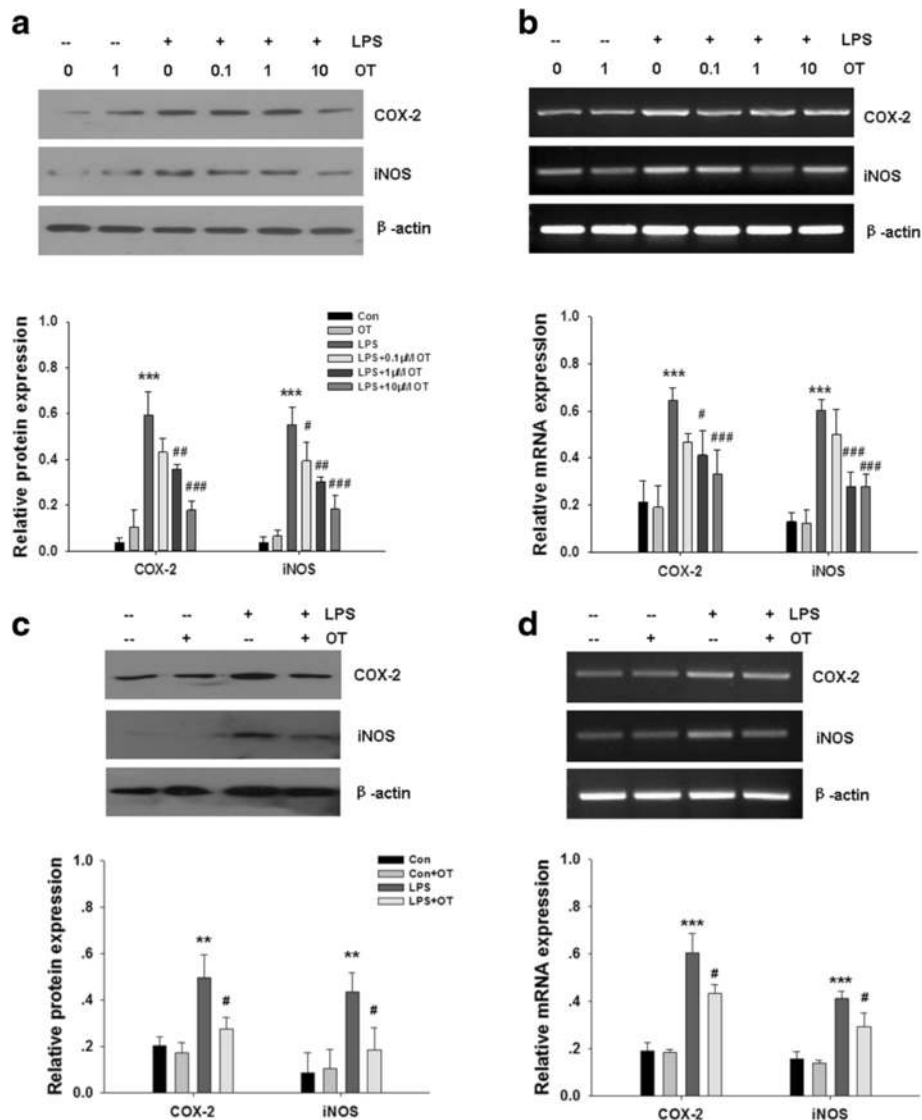 a
-- -- + + + + LPS
0 1 0 0.1 1 10 OT
COX-2
iNOS
β-actin
Relative protein expression
1.0
0.8
0.6
0.4
0.2
0.0
Con
OT
LPS
LPS+0.1μM OT
LPS+1μM OT
LPS+10μM OT
***
##
###
***
#
##
###
COX-2 iNOS
b
-- -- + + + + LPS
0 1 0 0.1 1 10 OT
COX-2
iNOS
β-actin
Relative mRNA expression
1.0
0.8
0.6
0.4
0.2
0.0
***
#
###
***
###
###
COX-2 iNOS
c
-- -- + + LPS
-- + -- + OT
COX-2
iNOS
β-actin
Relative protein expression
1.0
.8
.6
.4
.2
0.0
Con
Con+OT
LPS
LPS+OT
**
#
**
#
COX-2 iNOS
d
-- -- + + LPS
-- + -- + OT
COX-2
iNOS
β-actin
Relative mRNA expression
1.0
.8
.6
.4
.2
0.0
***
#
***
#
COX-2 iNOS